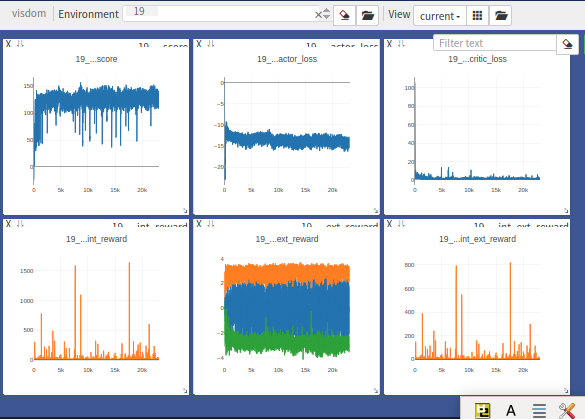 visdom Environment 19 View current
Filter text
X 19_...score
19_...score
150
100
50
0
0 5k 10k 15k 20k
X 19_...actor_loss
19_...actor_loss
0
−5
−10
−15
−20
0 5k 10k 15k 20k
X
19_...critic_loss
100
80
60
40
20
0
0 5k 10k 15k 20k
X 19_...int_reward
19_...int_reward
1500
1000
500
0
0 5k 10k 15k 20k
X 19_...ext_reward
19_...ext_reward
4
2
0
−2
−4
0 5k 10k 15k 20k
X 19_...int_ext_reward
19_...int_ext_reward
800
600
400
200
0
0 5k 10k 15k 20k
A